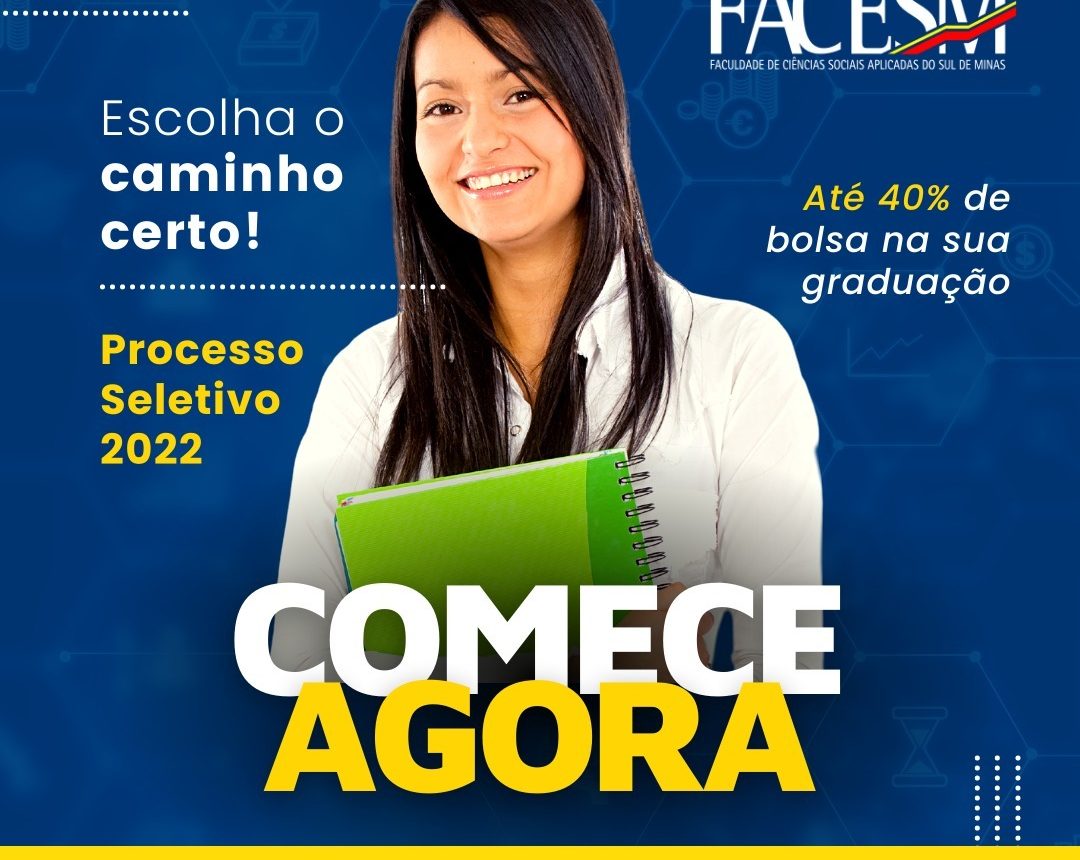 FACESM
FACULDADE DE CIÊNCIAS SOCIAIS APLICADAS DO SUL DE MINAS
Escolha o
caminho
certo!
Até 40% de
bolsa na sua
graduação
Processo
Seletivo
2022
COMECE
AGORA